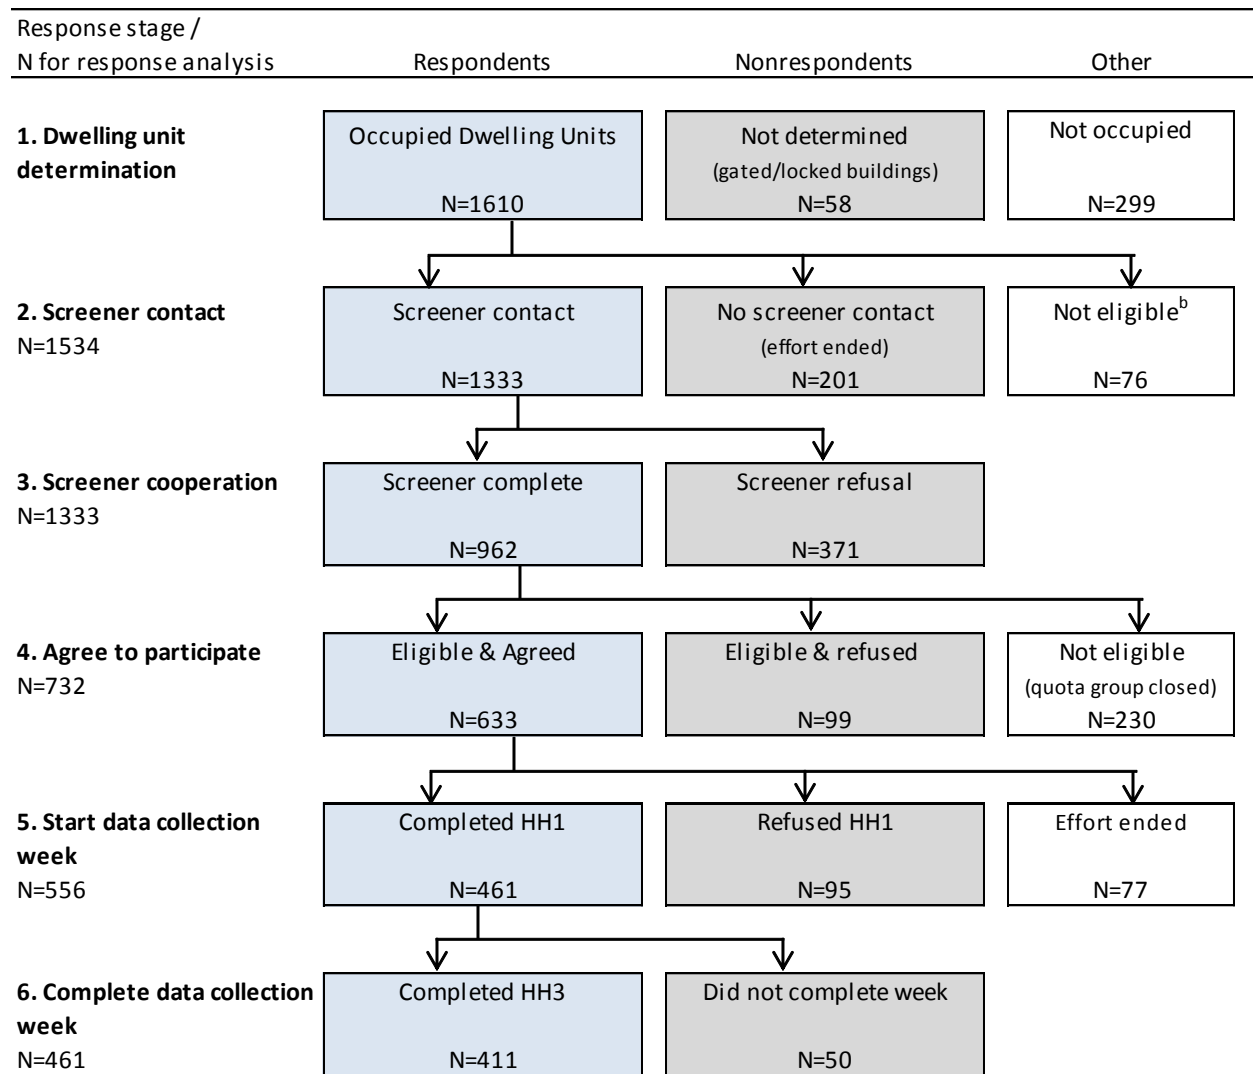 Response stage /
N for response analysis Respondents Nonrespondents Other
1. Dwelling unit determination
Occupied Dwelling Units
N=1610
Not determined
(gated/locked buildings)
N=58
Not occupied
N=299
2. Screener contact
N=1534
Screener contact
N=1333
No screener contact
(effort ended)
N=201
Not eligibleᵇ
N=76
3. Screener cooperation
N=1333
Screener complete
N=962
Screener refusal
N=371
4. Agree to participate
N=732
Eligible & Agreed
N=633
Eligible & refused
N=99
Not eligible
(quota group closed)
N=230
5. Start data collection
week
N=556
Completed HH1
N=461
Refused HH1
N=95
Effort ended
N=77
6. Complete data collection
week
N=461
Completed HH3
N=411
Did not complete week
N=50